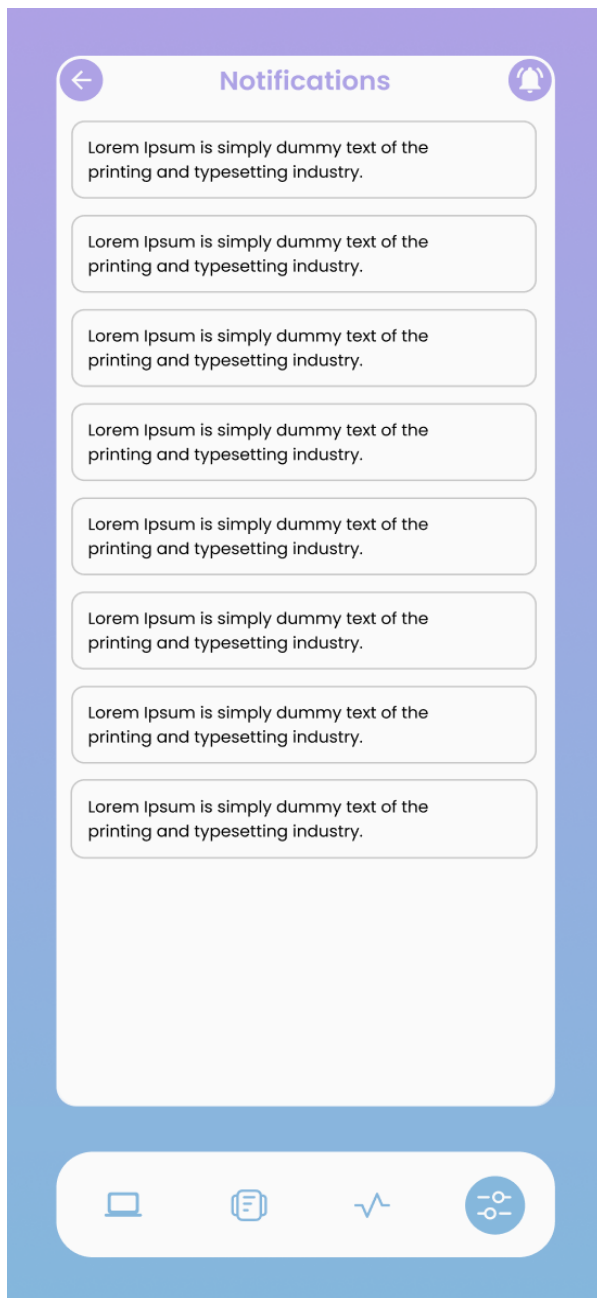 Notifications
Lorem Ipsum is simply dummy text of the
printing and typesetting industry.
Lorem Ipsum is simply dummy text of the
printing and typesetting industry.
Lorem Ipsum is simply dummy text of the
printing and typesetting industry.
Lorem Ipsum is simply dummy text of the
printing and typesetting industry.
Lorem Ipsum is simply dummy text of the
printing and typesetting industry.
Lorem Ipsum is simply dummy text of the
printing and typesetting industry.
Lorem Ipsum is simply dummy text of the
printing and typesetting industry.
Lorem Ipsum is simply dummy text of the
printing and typesetting industry.